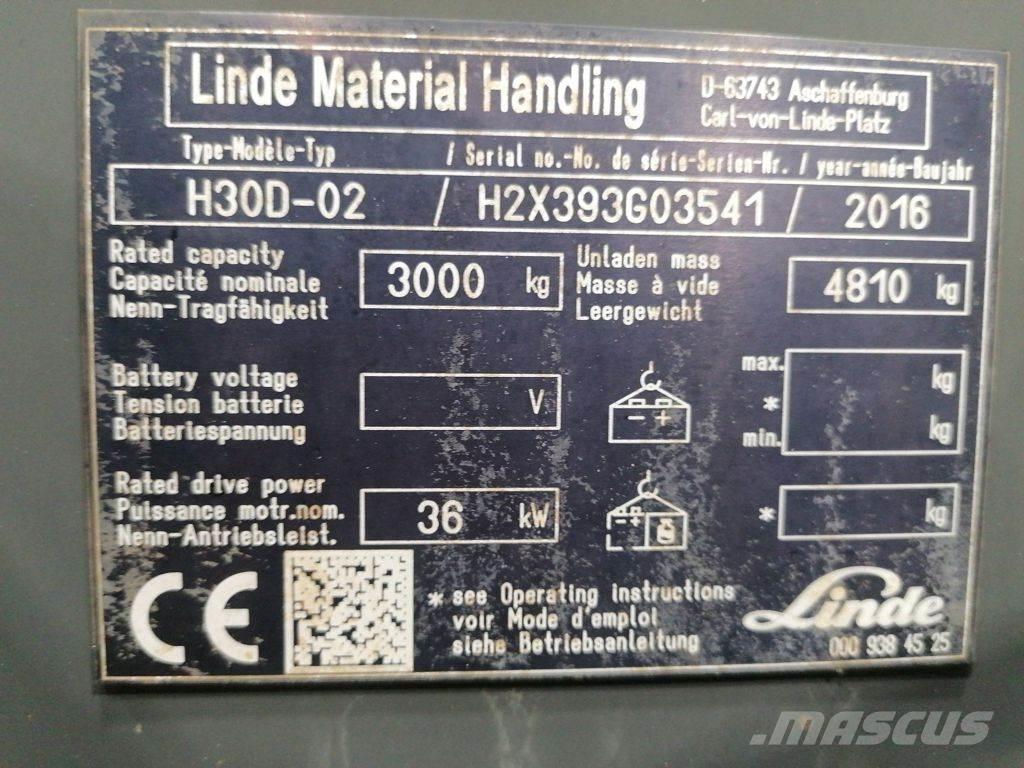 Linde Material Handling
D-63743 Aschaffenburg
Carl-von-Linde-Platz
Type-Modèle-Typ / Serial no.-No. de série-Serien-Nr. / year-année-Baujahr
H30D-02 / H2X393G03541 / 2016
Rated capacity
Capacité nominale
Nenn-Tragfähigkeit
3000 kg
Unladen mass
Masse à vide
Leergewicht
4810 kg
Battery voltage
Tension batterie
Batteriespannung
V
- +
max. kg
*
min. kg
Rated drive power
Puissance motr.nom.
Nenn-Antriebsleist.
36 kW
- +
* kg
CE
* see Operating instructions
voir Mode d'emploi
siehe Betriebsanleitung
Linde
000 938 45 25
MASCUS